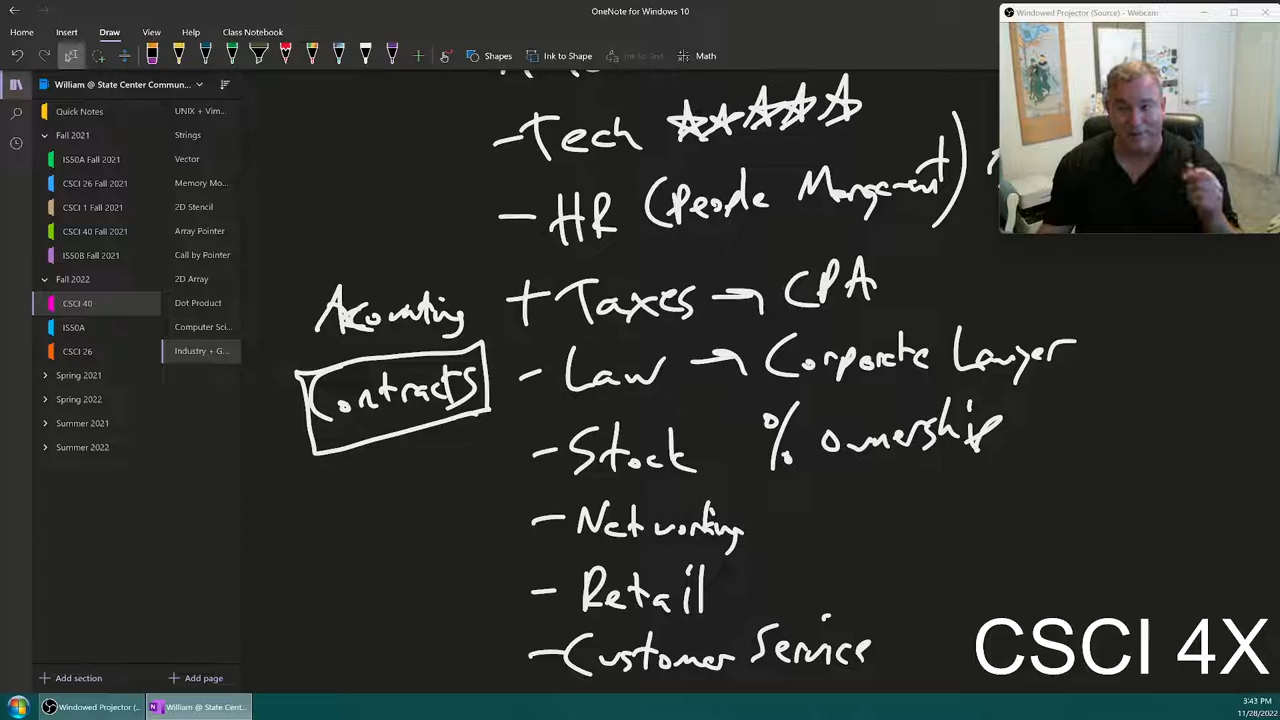 OneNote for Windows 10
Windowed Projector (Source) - Webcam
Home Insert Draw View Help Class Notebook
Shapes Ink to Shape Ink to Text Math
William @ State Center Commun...
Quick Notes
Fall 2021
IS50A Fall 2021
CSCI 26 Fall 2021
CSCI 1 Fall 2021
CSCI 40 Fall 2021
IS50B Fall 2021
Fall 2022
CSCI 40
IS50A
CSCI 26
Spring 2021
Spring 2022
Summer 2021
Summer 2022
UNIX + Vim...
Strings
Vector
Memory Mo...
2D Stencil
Array Pointer
Call by Pointer
2D Array
Dot Product
Computer Sci...
Industry + G...
- Tech
- HR (People Mangement)
Accounting + Taxes → CPA
Contracts - Law → Corporate Lawyer
- Stock % ownership
- Networking
- Retail
- Customer Service
CSCI 4X
Add section Add page
Windowed Projector (... William @ State Cent...
3:43 PM
11/28/2022